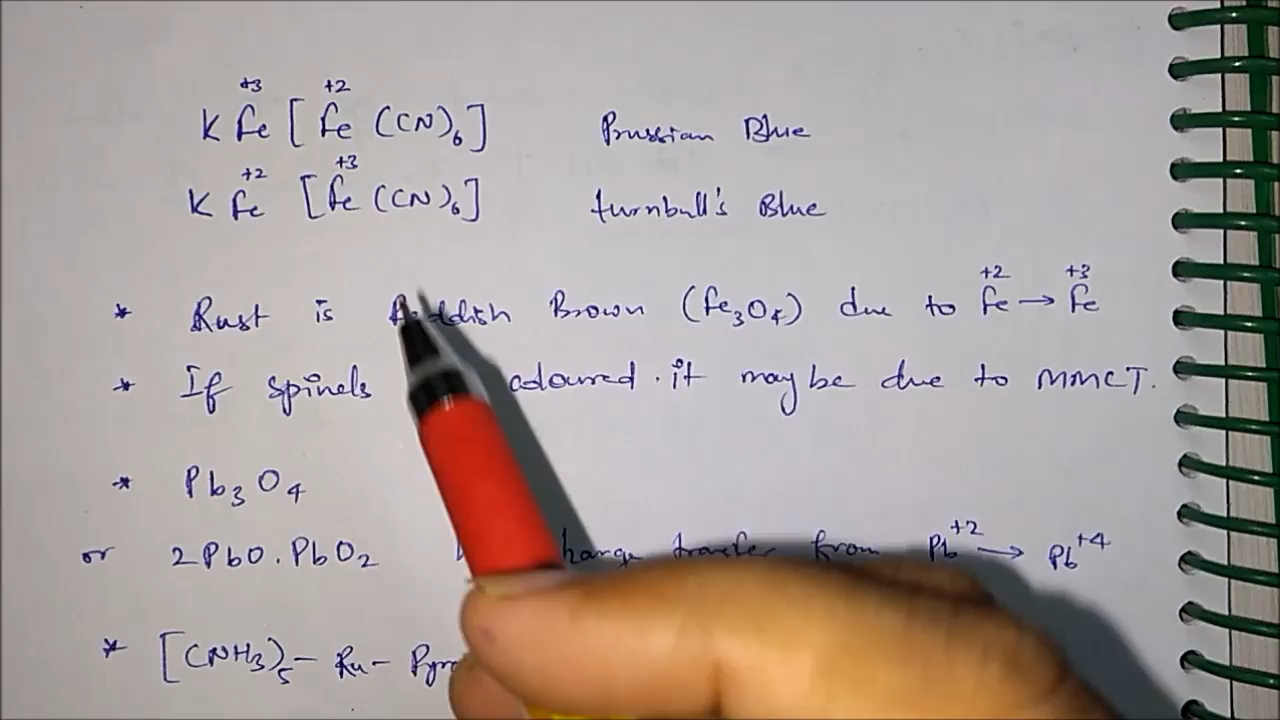 K Fe+3 [Fe+2 (CN)6] Prussian Blue
K Fe+2 [Fe+3 (CN)6] turnbull's Blue
* Rust is Reddish Brown (Fe3O4) due to Fe+2 → Fe+3
* If spinels coloured. it may be due to MMCT.
* Pb3O4
or 2PbO.PbO2 transfer from Pb+2 → Pb+4
* [(NH3)5 - Ru -